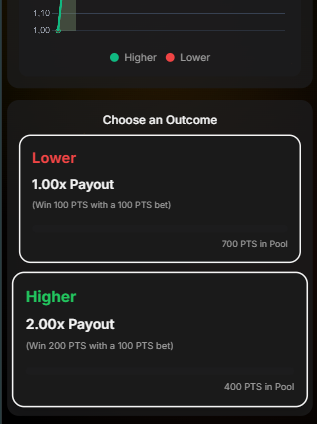 1.10
1.00
Higher Lower
Choose an Outcome
Lower
1.00x Payout
(Win 100 PTS with a 100 PTS bet)
700 PTS in Pool
Higher
2.00x Payout
(Win 200 PTS with a 100 PTS bet)
400 PTS in Pool